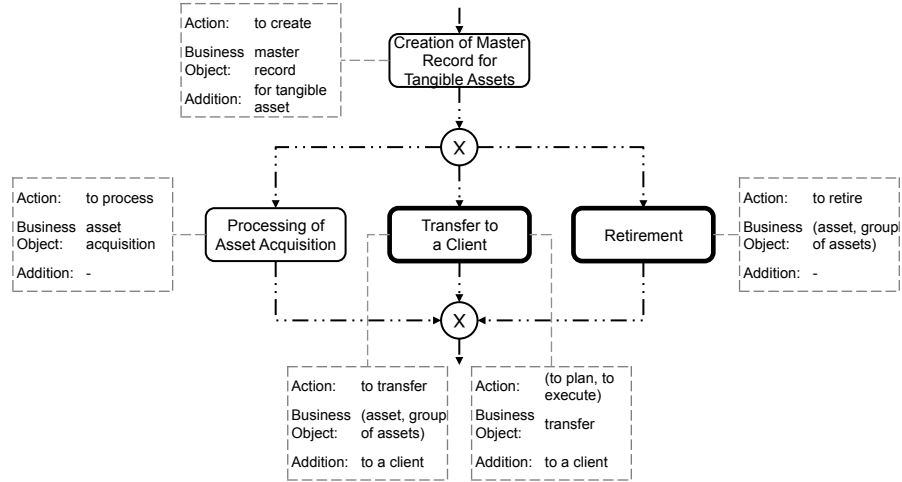 Action: to create
Business master
Object: record
Addition: for tangible
asset
Creation of Master
Record for
Tangible Assets
X
Action: to process
Business asset
Object: acquisition
Addition: -
Processing of
Asset Acquisition
Transfer to
a Client
Retirement
Action: to retire
Business (asset, group
Object: of assets)
Addition: -
X
Action: to transfer
Business (asset, group
Object: of assets)
Addition: to a client
Action: (to plan, to
execute)
Business
Object: transfer
Addition: to a client